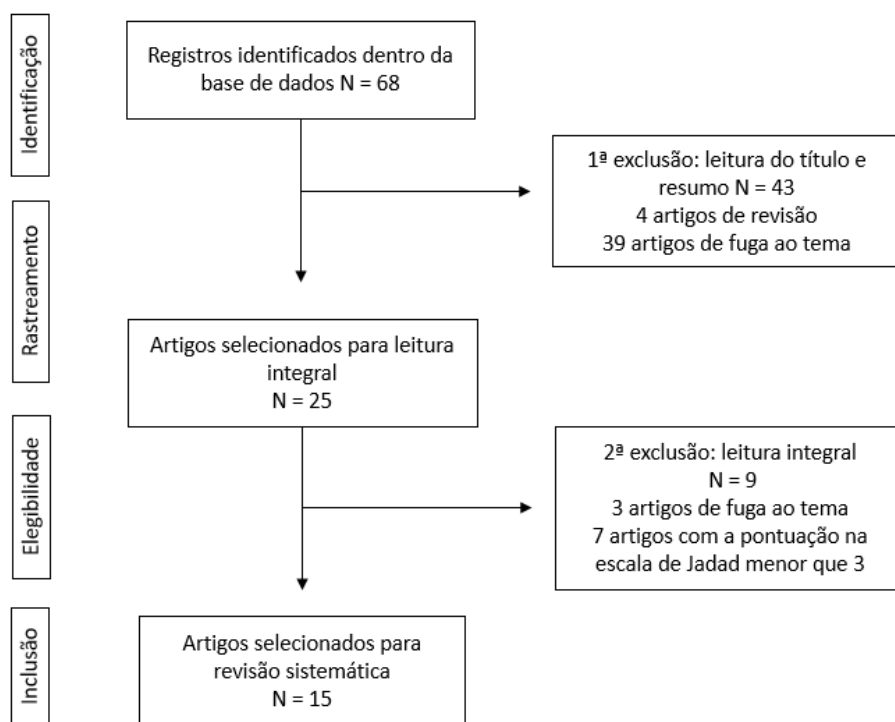 Identificação
Registros identificados dentro da
base de dados N = 68
1ª exclusão: leitura do título e
resumo N = 43
4 artigos de revisão
39 artigos de fuga ao tema
Rastreamento
Artigos selecionados para leitura
integral
N = 25
Elegibilidade
2ª exclusão: leitura integral
N = 9
3 artigos de fuga ao tema
7 artigos com a pontuação na
escala de Jadad menor que 3
Inclusão
Artigos selecionados para
revisão sistemática
N = 15